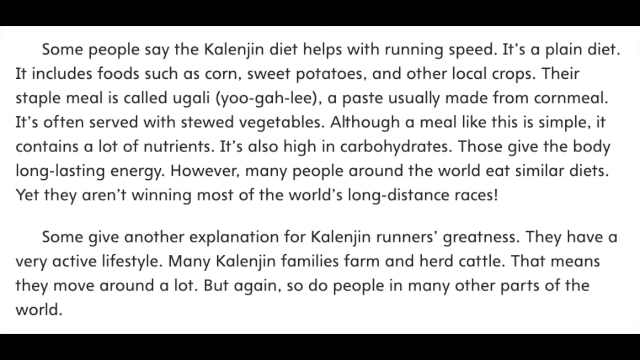 Some people say the Kalenjin diet helps with running speed. It's a plain diet.
It includes foods such as corn, sweet potatoes, and other local crops. Their
staple meal is called ugali (yoo-gah-lee), a paste usually made from cornmeal.
It's often served with stewed vegetables. Although a meal like this is simple, it
contains a lot of nutrients. It's also high in carbohydrates. Those give the body
long-lasting energy. However, many people around the world eat similar diets.
Yet they aren't winning most of the world's long-distance races!
Some give another explanation for Kalenjin runners' greatness. They have a
very active lifestyle. Many Kalenjin families farm and herd cattle. That means
they move around a lot. But again, so do people in many other parts of the
world.